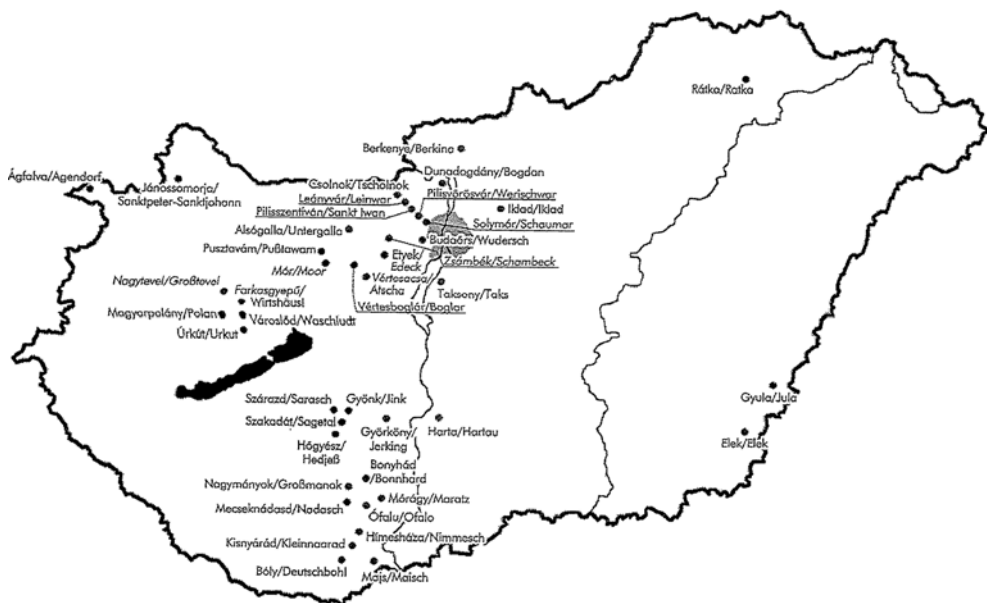 Rátka/Ratka
Berkenye/Berkina
Dunadogdány/Bogdan
Ágfalva/Agendorf
Jánossomorja/
Sanktpeter-Sanktjohann
Csolnok/Tscholnok
Leányvár/Leinwar
Pilisvörösvár/Werischwar
Pilisszentiván/Sankt Iwan
Iklad/Iklad
Solymár/Schaumar
Alsógalla/Untergalla
Budaörs/Wudersch
Pusztavám/Pußtawam
Etyek/
Edeck
Zsámbék/Schambeck
Mór/Moor
Vértesacsa/
Atscha
Taksony/Taks
Nagytevel/Großtevel
Farkasgyepű/
Wirtshäusl
Vértesboglár/Boglar
Magyarpolány/Polan
Városlőd/Waschludt
Úrkút/Urkut
Szárazd/Sarasch
Gyönk/Jink
Gyula/Jula
Szakadát/Sagetal
Györköny/
Jerking
Harta/Hartau
Elek/Elek
Hőgyész/
Hedjeß
Bonyhád
/Bonnhard
Nagymányok/Großmanok
Mórágy/Maratz
Mecseknádasd/Nadasch
Ófalu/Ofalo
Himesháza/Nimmesch
Kisnyárád/Kleinnaarad
Bóly/Deutschbohl
Majs/Maisch